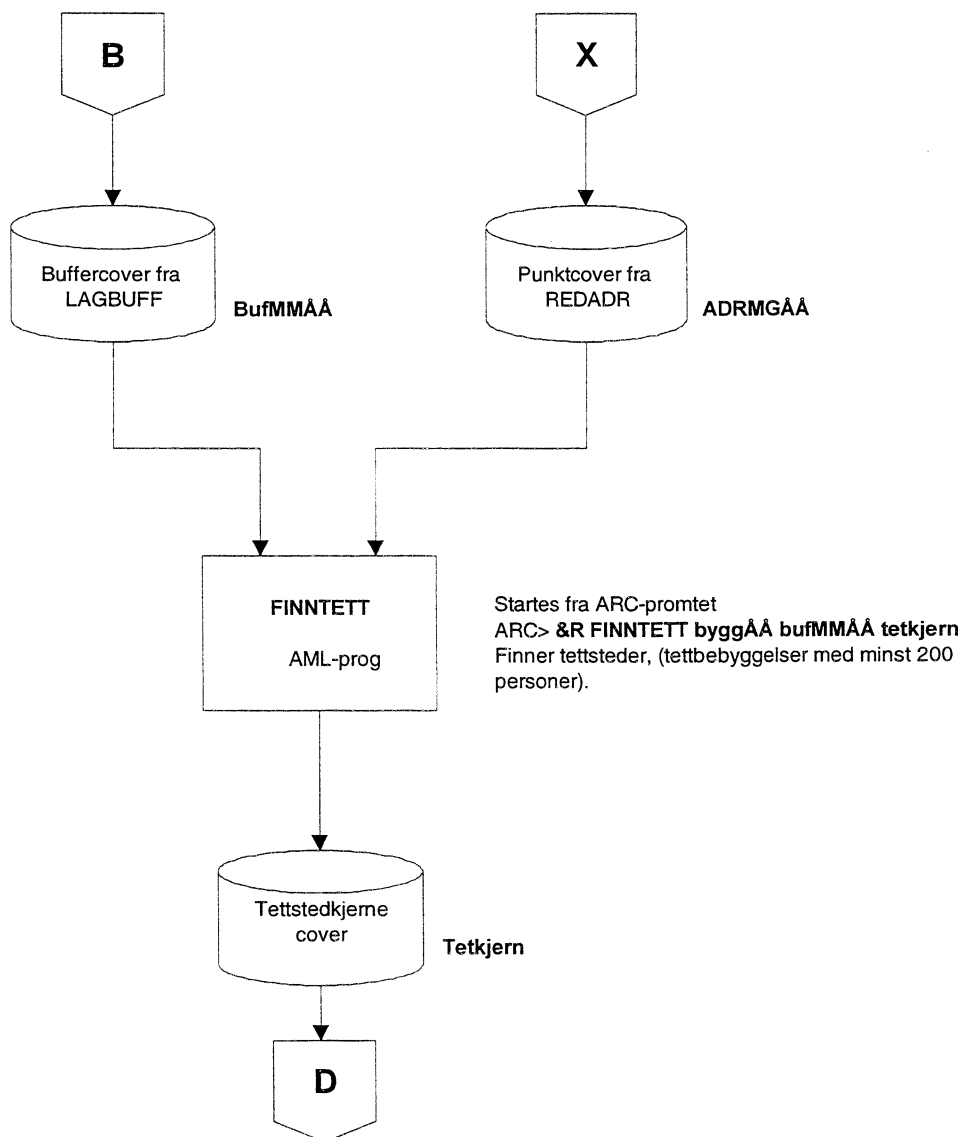 B
X
Buffercover fra
LAGBUFF
BufMMÅÅ
Punktcover fra
REDADR
ADRMGÅÅ
FINNTETT
AML-prog
Startes fra ARC-promtet
ARC> &R FINNTETT byggÅÅ bufMMÅÅ tetkjern
Finner tettsteder, (tettbebyggelser med minst 200
personer).
Tettstedkjerne
cover
Tetkjern
D